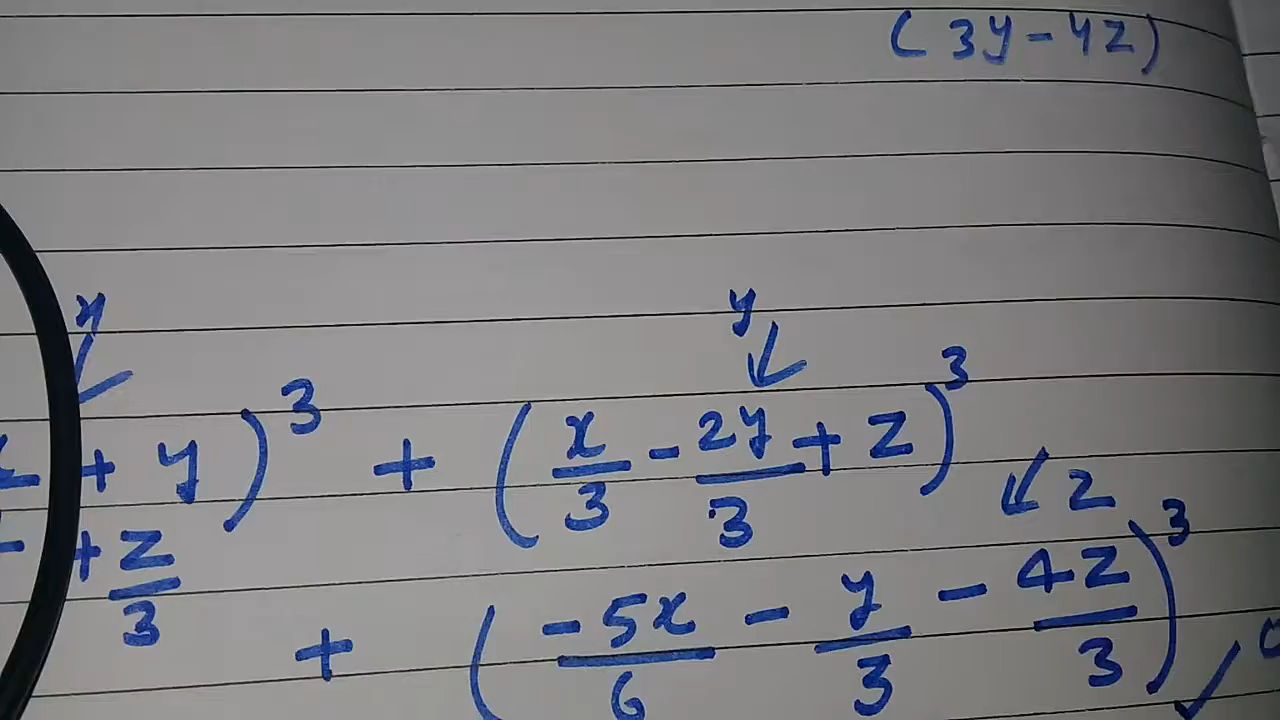 (3y-4z)
y
+ y)³ + (x/3 - 2y/3 + z)³
z
+ z/3
+ (-5x/6 - y/3 - 4z/3)³